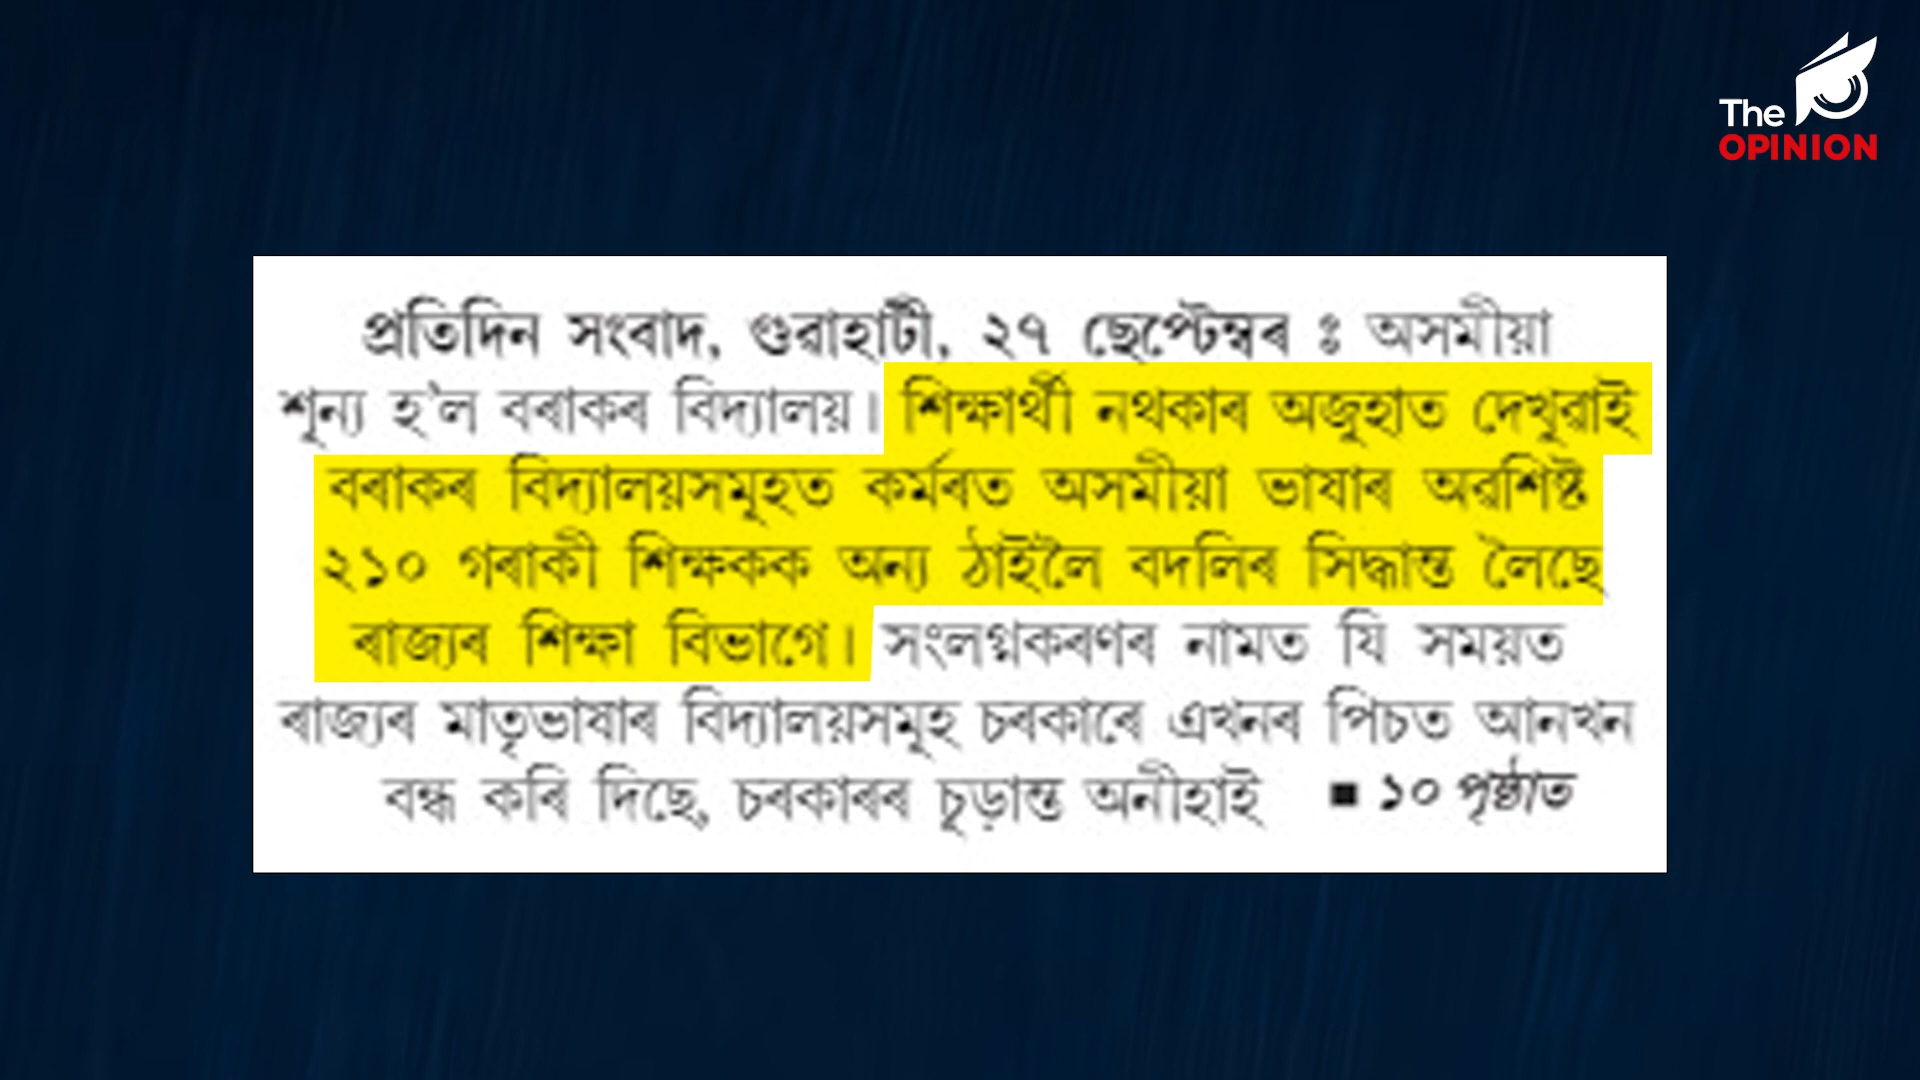 The
OPINION
প্ৰতিদিন সংবাদ, গুৱাহাটী, ২৭ ছেপ্টেম্বৰ ঃ অসমীয়া
শূন্য হ'ল বৰাকৰ বিদ্যালয়। শিক্ষাৰ্থী নথকাৰ অজুহাত দেখুৱাই
বৰাকৰ বিদ্যালয়সমূহত কৰ্মৰত অসমীয়া ভাষাৰ অৱশিষ্ট
২১০ গৰাকী শিক্ষকক অন্য ঠাইলৈ বদলিৰ সিদ্ধান্ত লৈছে
ৰাজ্যৰ শিক্ষা বিভাগে। সংলগ্নকৰণৰ নামত যি সময়ত
ৰাজ্যৰ মাতৃভাষাৰ বিদ্যালয়সমূহ চৰকাৰে এখনৰ পিচত আনখন
বন্ধ কৰি দিছে, চৰকাৰৰ চূড়ান্ত অনীহাই ■ ১০ পৃষ্ঠাত